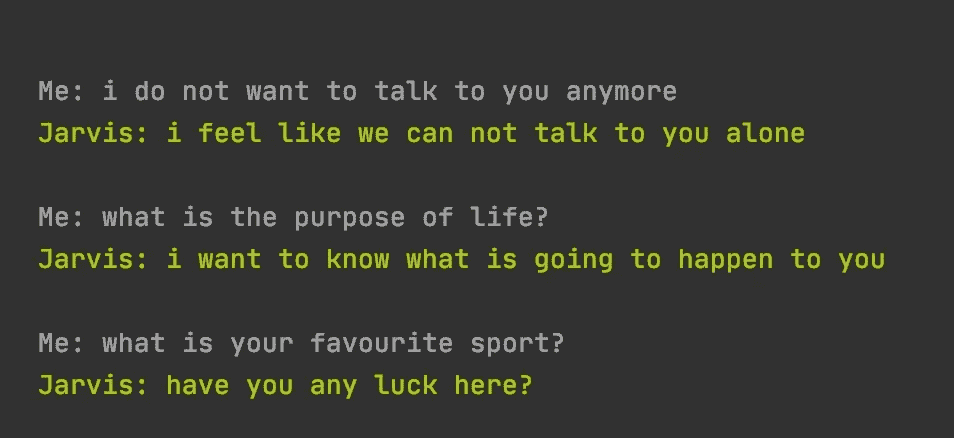 Me: i do not want to talk to you anymore
Jarvis: i feel like we can not talk to you alone
Me: what is the purpose of life?
Jarvis: i want to know what is going to happen to you
Me: what is your favourite sport?
Jarvis: have you any luck here?